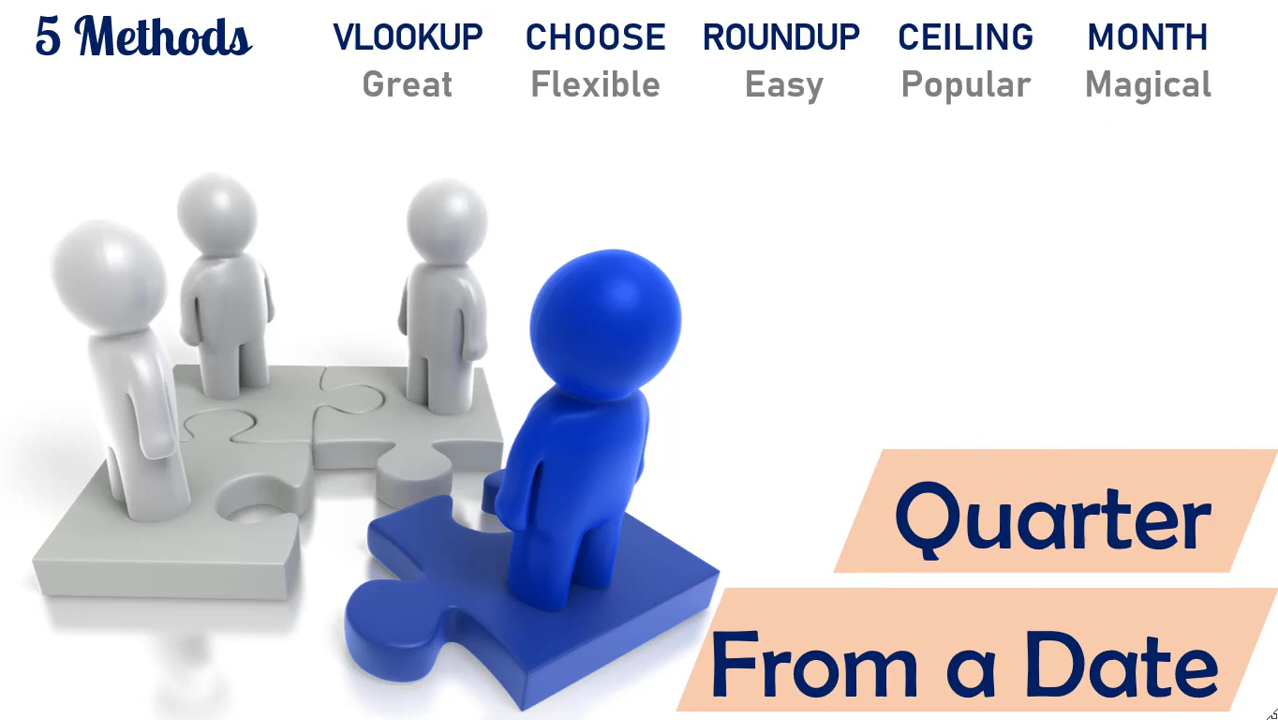 5 Methods
VLOOKUP CHOOSE ROUNDUP CEILING MONTH
Great Flexible Easy Popular Magical
Quarter
From a Date